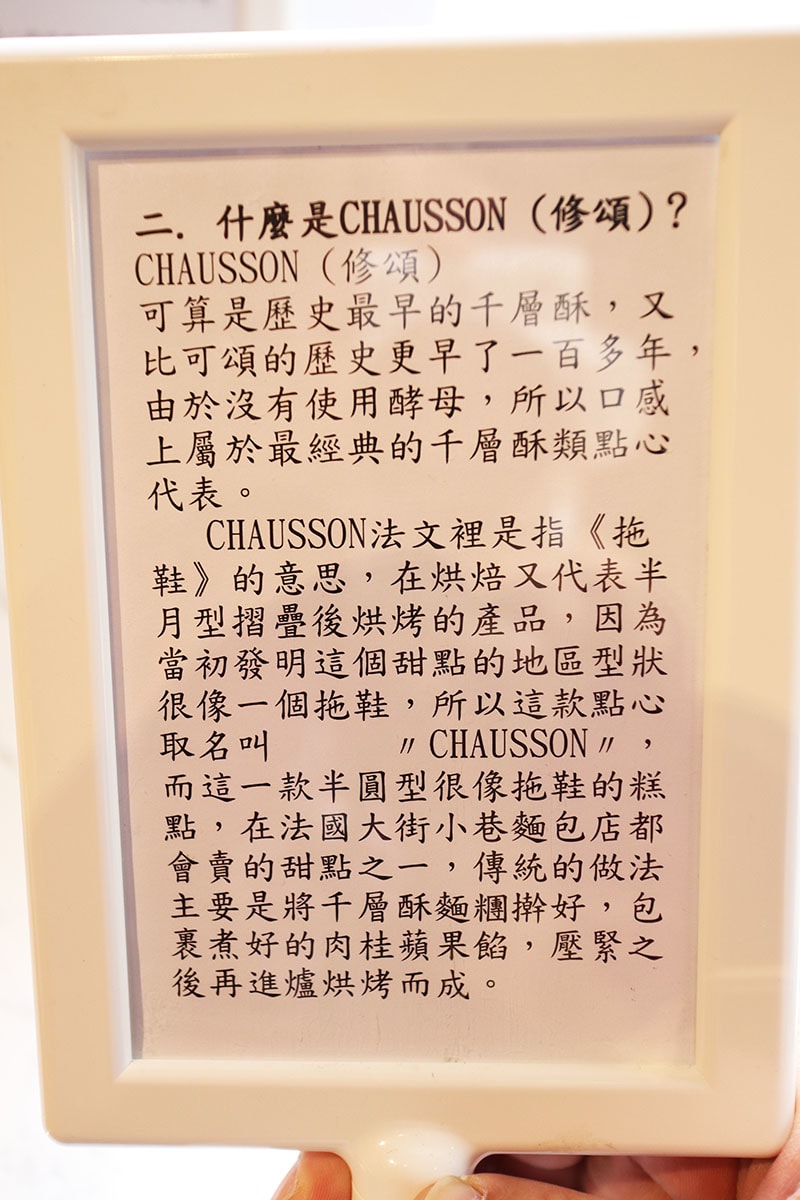 二. 什麼是CHAUSSON (修頌)?
CHAUSSON (修頌)
可算是歷史最早的千層酥，又
比可頌的歷史更早了一百多年，
由於沒有使用酵母，所以口感
上屬於最經典的千層酥類點心
代表。
CHAUSSON法文裡是指《拖
鞋》的意思，在烘焙又代表半
月型摺疊後烘烤的產品，因為
當初發明這個甜點的地區型狀
很像一個拖鞋，所以這款點心
取名叫 〃CHAUSSON〃，
而這一款半圓型很像拖鞋的糕
點，在法國大街小巷麵包店都
會賣的甜點之一，傳統的做法
主要是將千層酥麵糰擀好，包
裹煮好的肉桂蘋果餡，壓緊之
後再進爐烘烤而成。